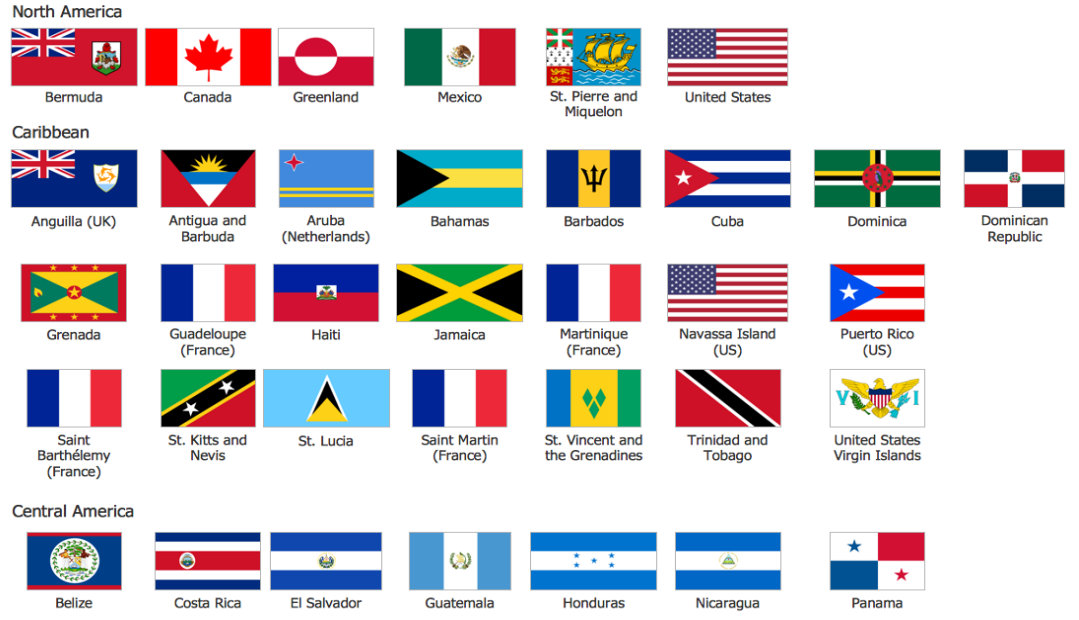 North America
Bermuda
Canada
Greenland
Mexico
St. Pierre and
Miquelon
United States
Caribbean
Anguilla (UK)
Antigua and
Barbuda
Aruba
(Netherlands)
Bahamas
Barbados
Cuba
Dominica
Dominican
Republic
Grenada
Guadeloupe
(France)
Haiti
Jamaica
Martinique
(France)
Navassa Island
(US)
Puerto Rico
(US)
Saint
Barthélemy
(France)
St. Kitts and
Nevis
St. Lucia
Saint Martin
(France)
St. Vincent and
the Grenadines
Trinidad and
Tobago
V I
United States
Virgin Islands
Central America
Belize
Costa Rica
El Salvador
Guatemala
Honduras
Nicaragua
Panama